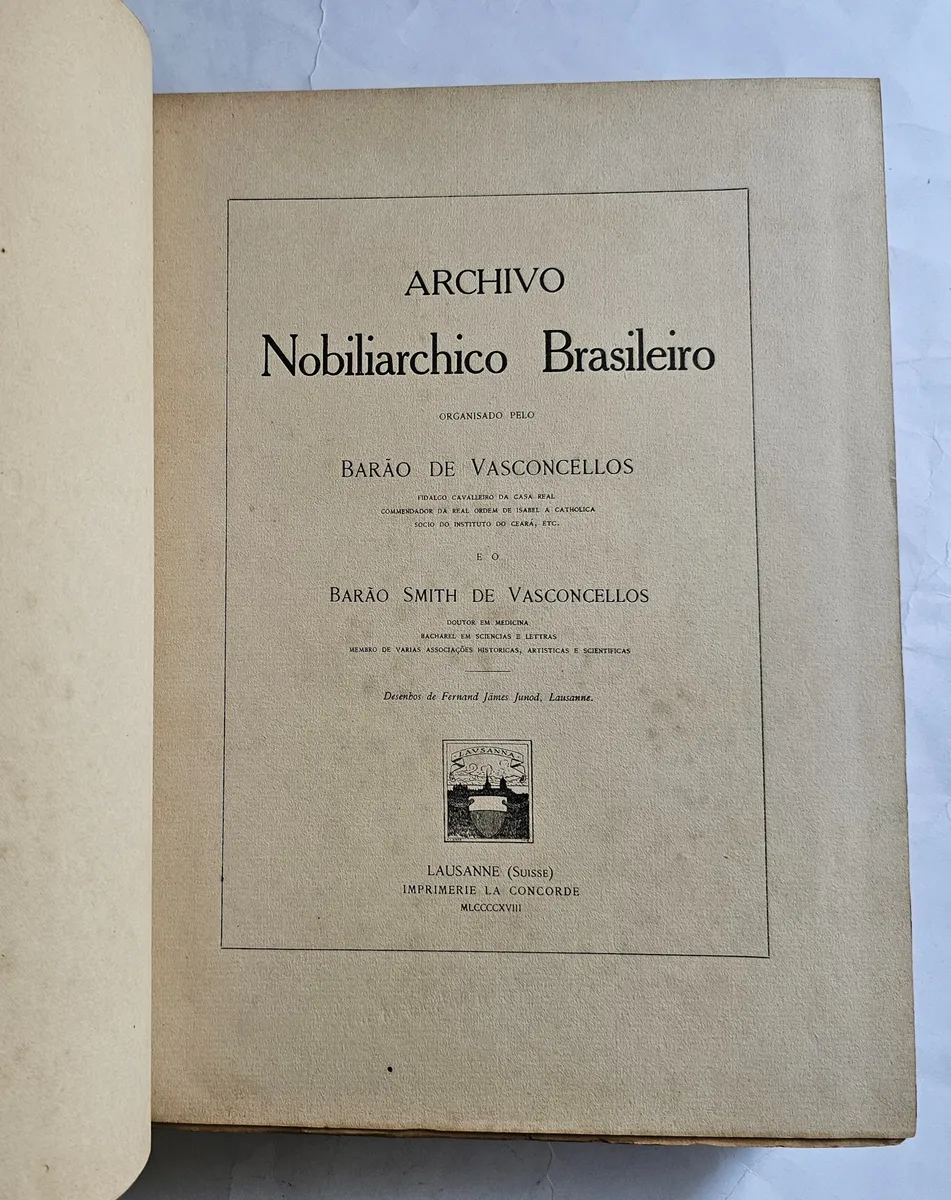 ARCHIVO
Nobiliarchico Brasileiro
ORGANISADO PELO
BARÃO DE VASCONCELLOS
FIDALGO CAVALLEIRO DA CASA REAL
COMMENDADOR DA REAL ORDEM DE ISABEL A CATHOLICA
SOCIO DO INSTITUTO DO CEARÁ, ETC.
E O
BARÃO SMITH DE VASCONCELLOS
DOUTOR EM MEDICINA
BACHAREL EM SCIENCIAS E LETTRAS
MEMBRO DE VARIAS ASSOCIAÇÕES HISTORICAS, ARTISTICAS E SCIENTIFICAS
Desenhos de Fernand Jámes Junod, Lausanne.
LAUSANNA
LAUSANNE (SUISSE)
IMPRIMERIE LA CONCORDE
MLCCCCXVIII